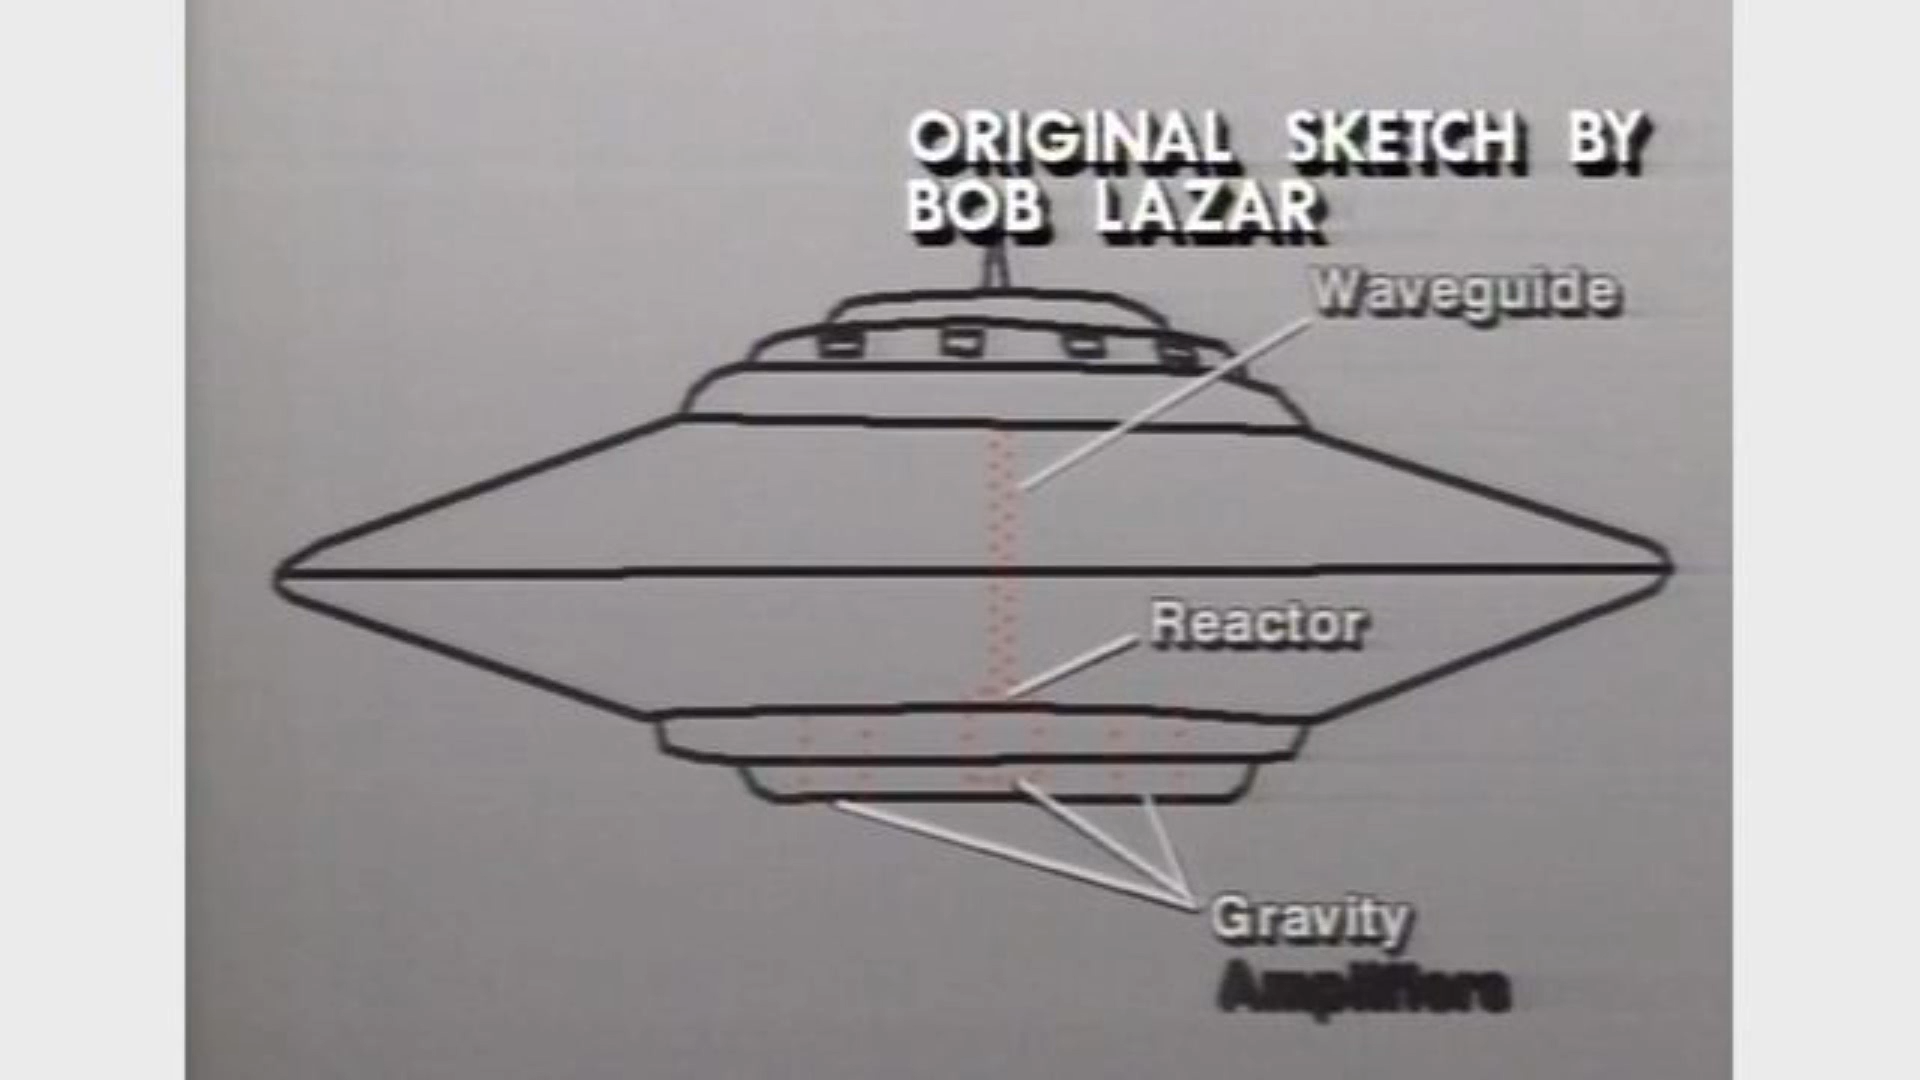 ORIGINAL SKETCH BY
BOB LAZAR
Waveguide
Reactor
Gravity
Amplifiers